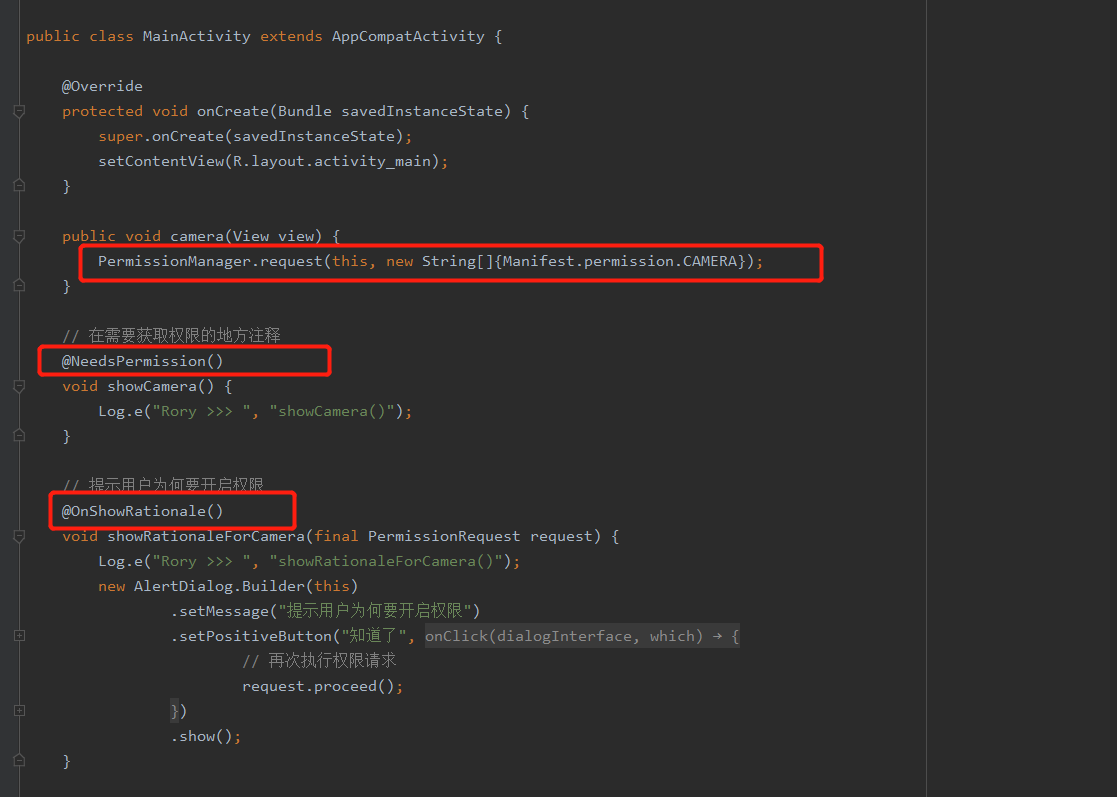 public class MainActivity extends AppCompatActivity {
@Override
protected void onCreate(Bundle savedInstanceState) {
super.onCreate(savedInstanceState);
setContentView(R.layout.activity_main);
}
public void camera(View view) {
PermissionManager.request(this, new String[]{Manifest.permission.CAMERA});
}
// 在需要获取权限的地方注释
@NeedsPermission()
void showCamera() {
Log.e("Rory >>> ", "showCamera()");
}
// 提示用户为何要开启权限
@OnShowRationale()
void showRationaleForCamera(final PermissionRequest request) {
Log.e("Rory >>> ", "showRationaleForCamera()");
new AlertDialog.Builder(this)
.setMessage("提示用户为何要开启权限")
.setPositiveButton("知道了", onClick(dialogInterface, which) → {
// 再次执行权限请求
request.proceed();
})
.show();
}